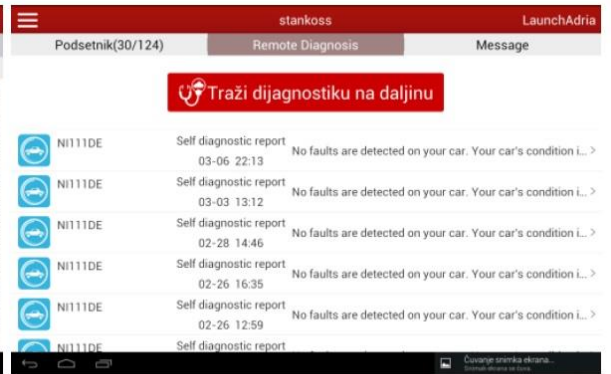 stankoss
LaunchAdria
Podsetnik(30/124)
Remote Diagnosis
Message
Traži dijagnostiku na daljinu
NI111DE
Self diagnostic report
03-06 22:13
No faults are detected on your car. Your car's condition i...
NI111DE
Self diagnostic report
03-03 13:12
No faults are detected on your car. Your car's condition i...
NI111DE
Self diagnostic report
02-28 14:46
No faults are detected on your car. Your car's condition i...
NI111DE
Self diagnostic report
02-26 16:35
No faults are detected on your car. Your car's condition i...
NI111DE
Self diagnostic report
02-26 12:59
No faults are detected on your car. Your car's condition i...
NI111DE
Self diagnostic report
Čuvanje snimka ekrana...
Snimak ekrana se čuva.